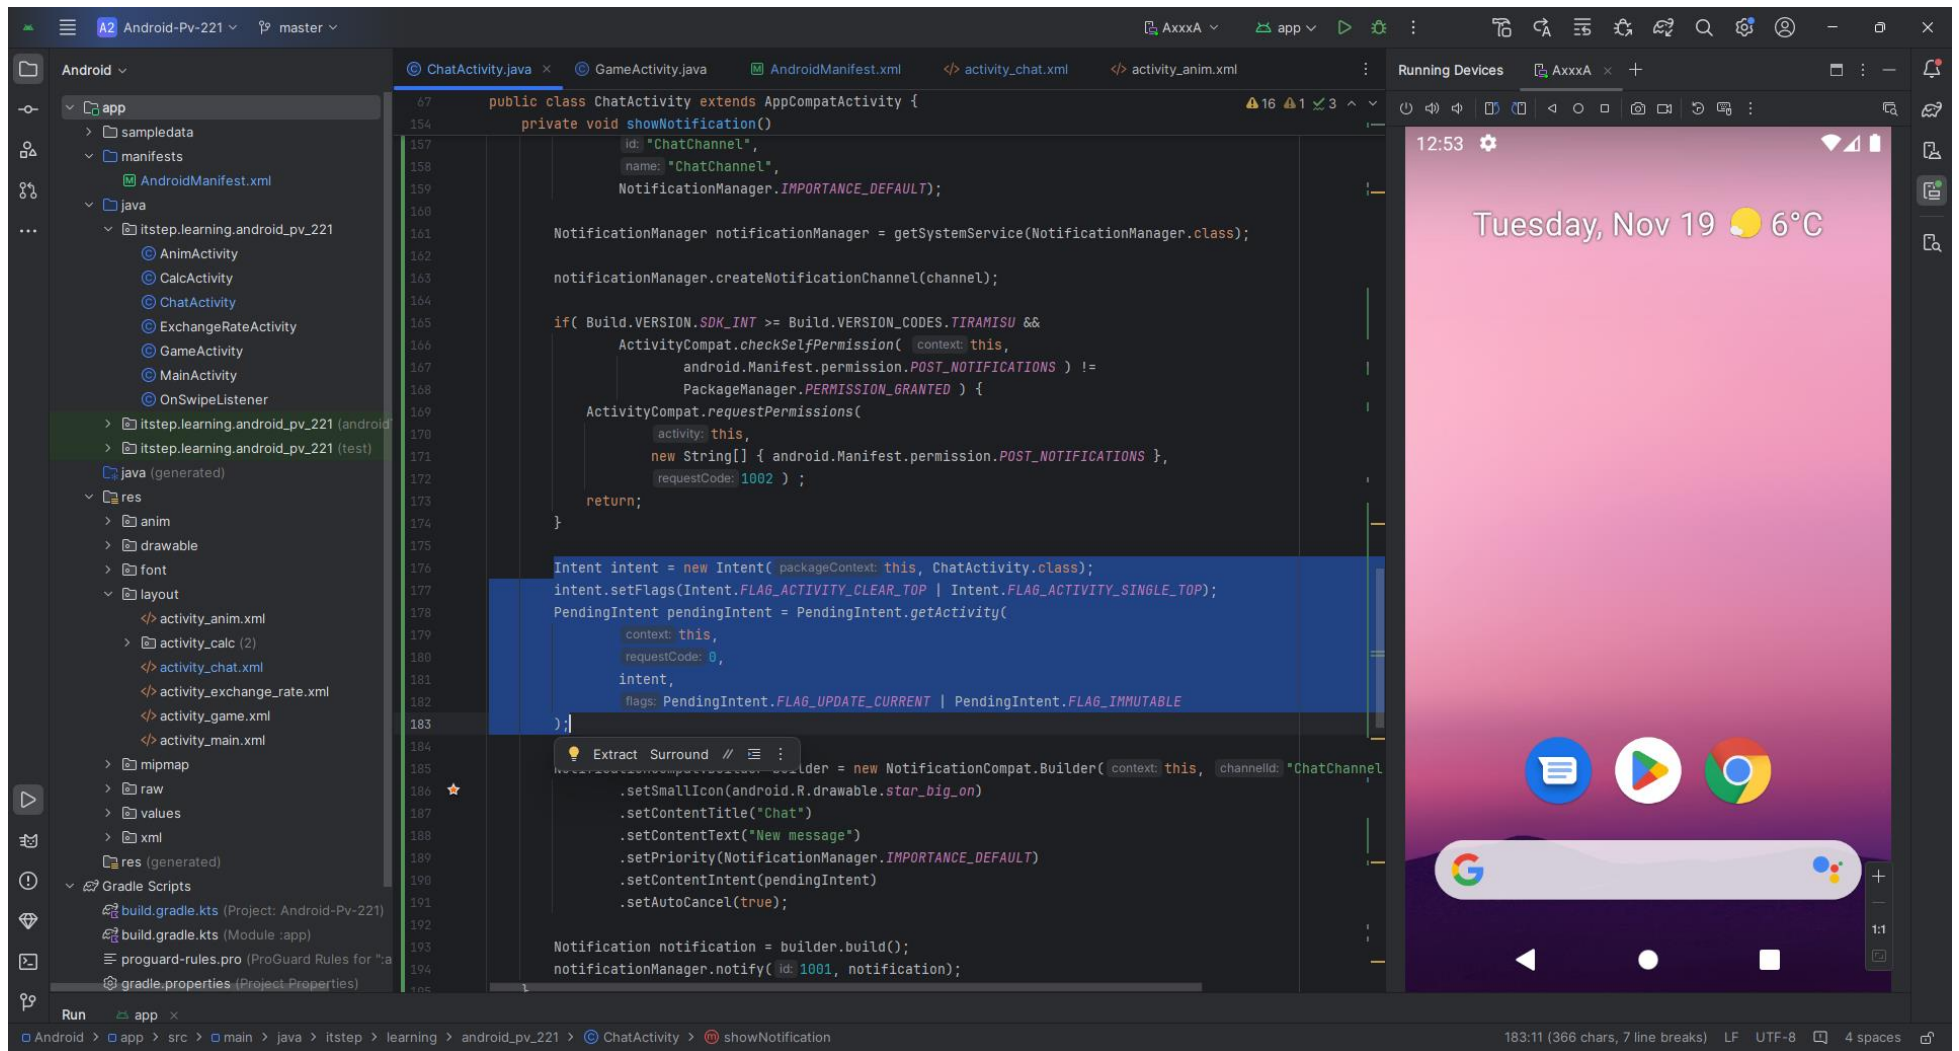 A2 Android-Pv-221 master AxxxA app
Android
ChatActivity.java GameActivity.java AndroidManifest.xml activity_chat.xml activity_anim.xml
Running Devices AxxxA
app
sampledata
manifests
AndroidManifest.xml
java
itstep.learning.android_pv_221
AnimActivity
CalcActivity
ChatActivity
ExchangeRateActivity
GameActivity
MainActivity
OnSwipeListener
itstep.learning.android_pv_221 (android
itstep.learning.android_pv_221 (test)
java (generated)
res
anim
drawable
font
layout
activity_anim.xml
activity_calc (2)
activity_chat.xml
activity_exchange_rate.xml
activity_game.xml
activity_main.xml
mipmap
raw
values
xml
res (generated)
Gradle Scripts
build.gradle.kts (Project: Android-Pv-221)
build.gradle.kts (Module :app)
proguard-rules.pro (ProGuard Rules for ":a
gradle.properties (Project Properties)
16 1 3
67 public class ChatActivity extends AppCompatActivity {
154 private void showNotification()
157 id: "ChatChannel",
158 name: "ChatChannel",
159 NotificationManager.IMPORTANCE_DEFAULT);
160
161 NotificationManager notificationManager = getSystemService(NotificationManager.class);
162
163 notificationManager.createNotificationChannel(channel);
164
165 if( Build.VERSION.SDK_INT >= Build.VERSION_CODES.TIRAMISU &&
166 ActivityCompat.checkSelfPermission( context: this,
167 android.Manifest.permission.POST_NOTIFICATIONS ) !=
168 PackageManager.PERMISSION_GRANTED ) {
169 ActivityCompat.requestPermissions(
170 activity: this,
171 new String[] { android.Manifest.permission.POST_NOTIFICATIONS },
172 requestCode: 1002 ) ;
173 return;
174 }
175
176 Intent intent = new Intent( packageContext: this, ChatActivity.class);
177 intent.setFlags(Intent.FLAG_ACTIVITY_CLEAR_TOP | Intent.FLAG_ACTIVITY_SINGLE_TOP);
178 PendingIntent pendingIntent = PendingIntent.getActivity(
179 context: this,
180 requestCode: 0,
181 intent,
182 flags: PendingIntent.FLAG_UPDATE_CURRENT | PendingIntent.FLAG_IMMUTABLE
183 );
184
Extract Surround //
185 lder = new NotificationCompat.Builder( context: this, channelId: "ChatChannel
186 .setSmallIcon(android.R.drawable.star_big_on)
187 .setContentTitle("Chat")
188 .setContentText("New message")
189 .setPriority(NotificationManager.IMPORTANCE_DEFAULT)
190 .setContentIntent(pendingIntent)
191 .setAutoCancel(true);
192
193 Notification notification = builder.build();
194 notificationManager.notify( id: 1001, notification);
195 }
12:53
Tuesday, Nov 19 6°C
1:1
Run app
Android > app > src > main > java > itstep > learning > android_pv_221 > ChatActivity > showNotification
183:11 (366 chars, 7 line breaks) LF UTF-8 4 spaces